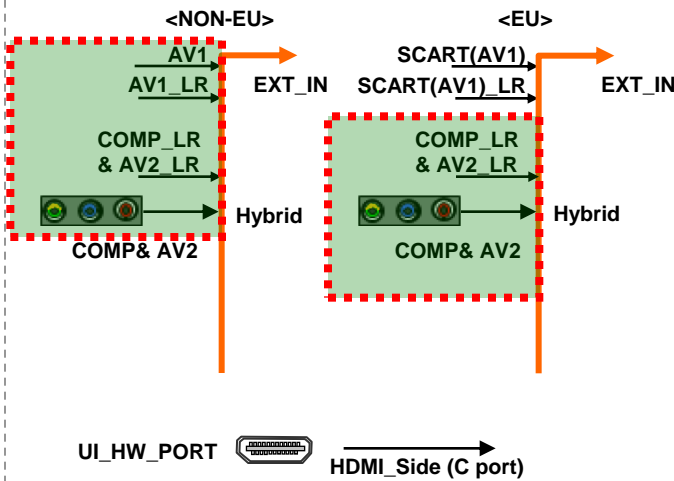 <NON-EU>
AV1
AV1_LR
EXT_IN
COMP_LR
& AV2_LR
Hybrid
COMP& AV2
<EU>
SCART(AV1)
SCART(AV1)_LR
EXT_IN
COMP_LR
& AV2_LR
Hybrid
COMP& AV2
UI_HW_PORT
HDMI_Side (C port)